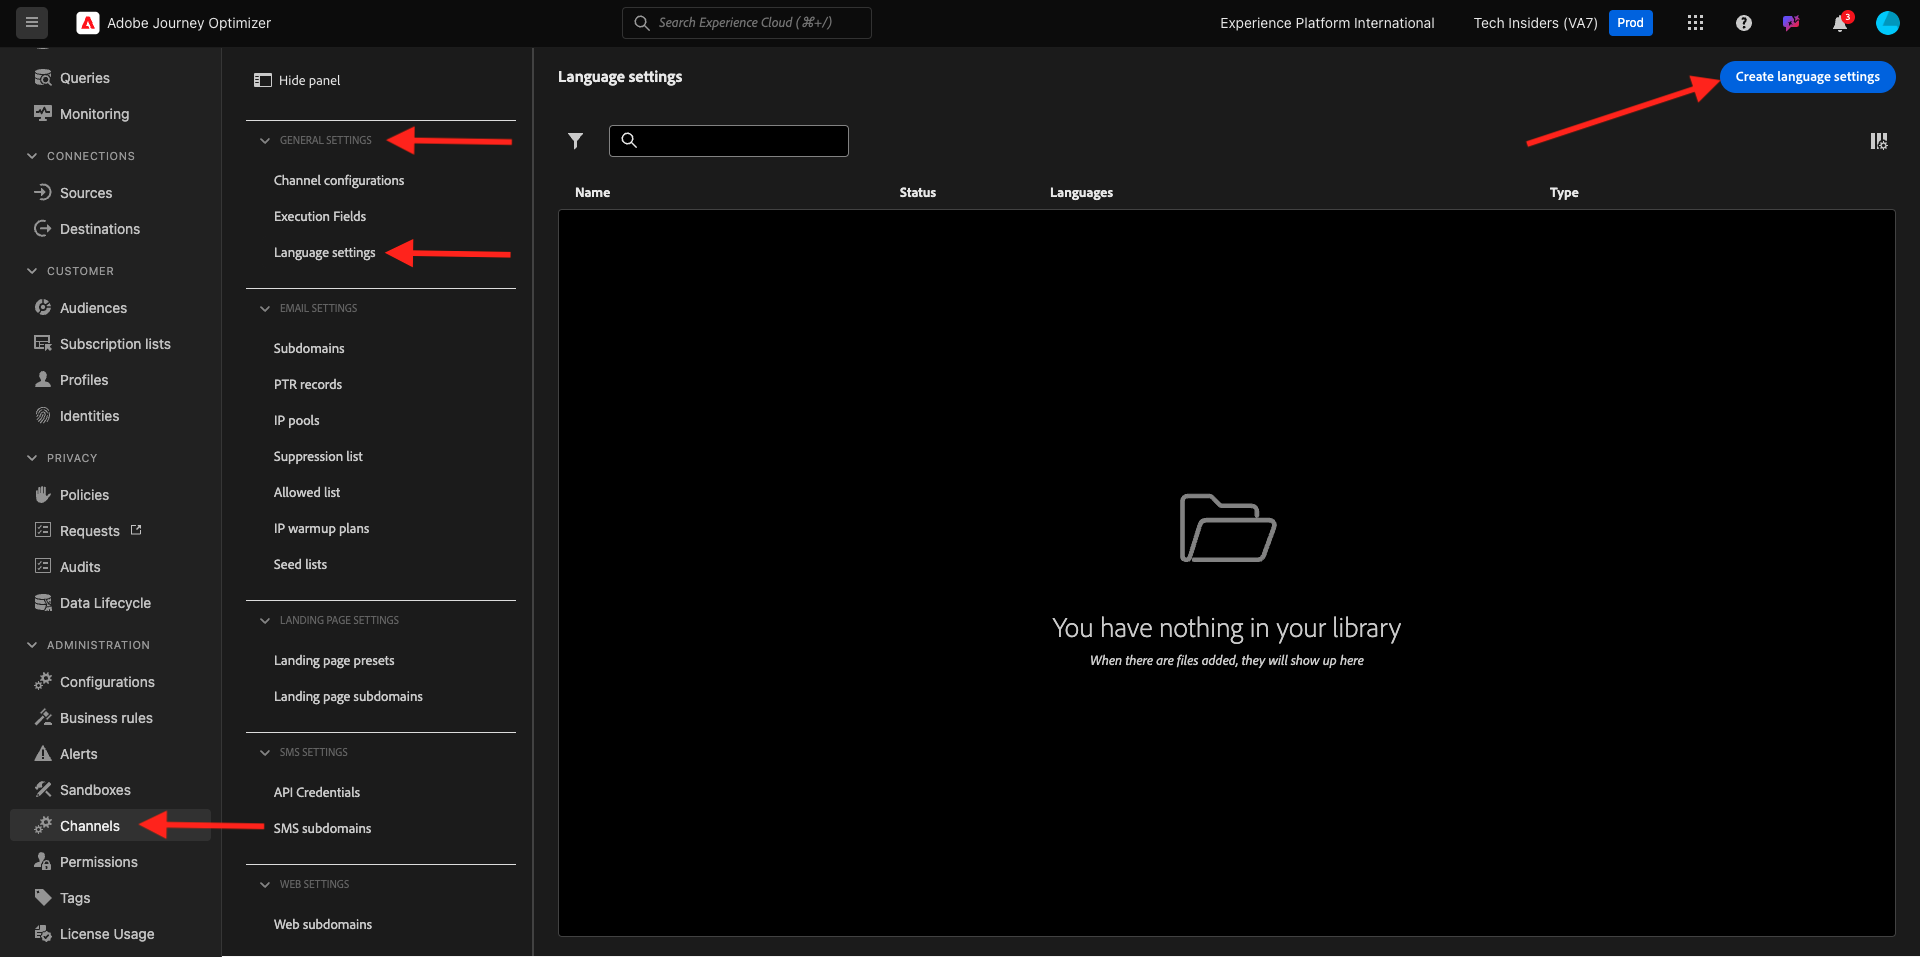 Adobe Journey Optimizer
Search Experience Cloud (⌘+/)
Experience Platform International
Tech Insiders (VA7)
Prod
3
Queries
Monitoring
CONNECTIONS
Sources
Destinations
CUSTOMER
Audiences
Subscription lists
Profiles
Identities
PRIVACY
Policies
Requests
Audits
Data Lifecycle
ADMINISTRATION
Configurations
Business rules
Alerts
Sandboxes
Channels
Permissions
Tags
License Usage
Hide panel
GENERAL SETTINGS
Channel configurations
Execution Fields
Language settings
EMAIL SETTINGS
Subdomains
PTR records
IP pools
Suppression list
Allowed list
IP warmup plans
Seed lists
LANDING PAGE SETTINGS
Landing page presets
Landing page subdomains
SMS SETTINGS
API Credentials
SMS subdomains
WEB SETTINGS
Web subdomains
Language settings
Create language settings
Name Status Languages Type
You have nothing in your library
When there are files added, they will show up here